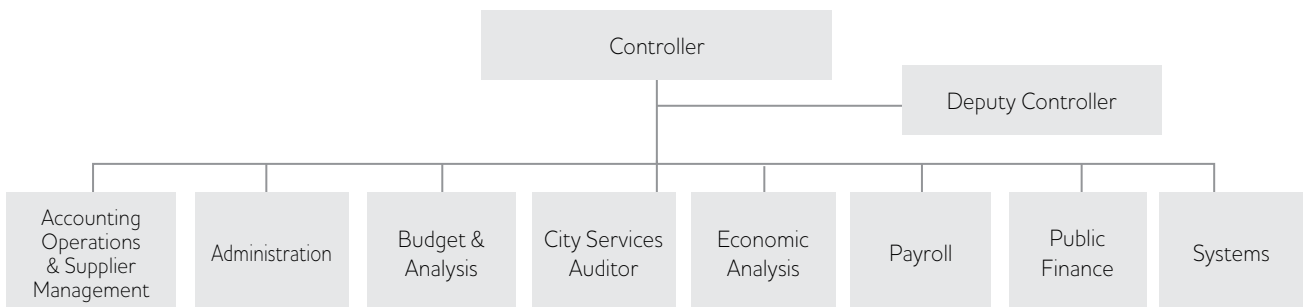 Controller
Deputy Controller
Accounting
Operations
& Supplier
Management
Administration
Budget &
Analysis
City Services
Auditor
Economic
Analysis
Payroll
Public
Finance
Systems